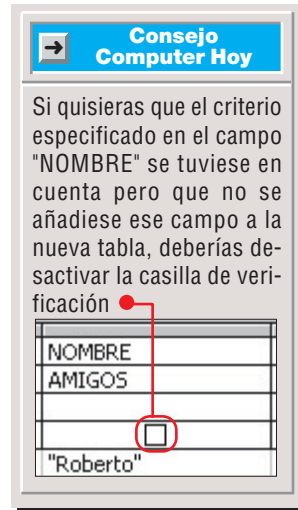 Consejo
Computer Hoy
Si quisieras que el criterio
especificado en el campo
"NOMBRE" se tuviese en
cuenta pero que no se
añadiese ese campo a la
nueva tabla, deberías de-
sactivar la casilla de veri-
ficación
NOMBRE
AMIGOS
"Roberto"